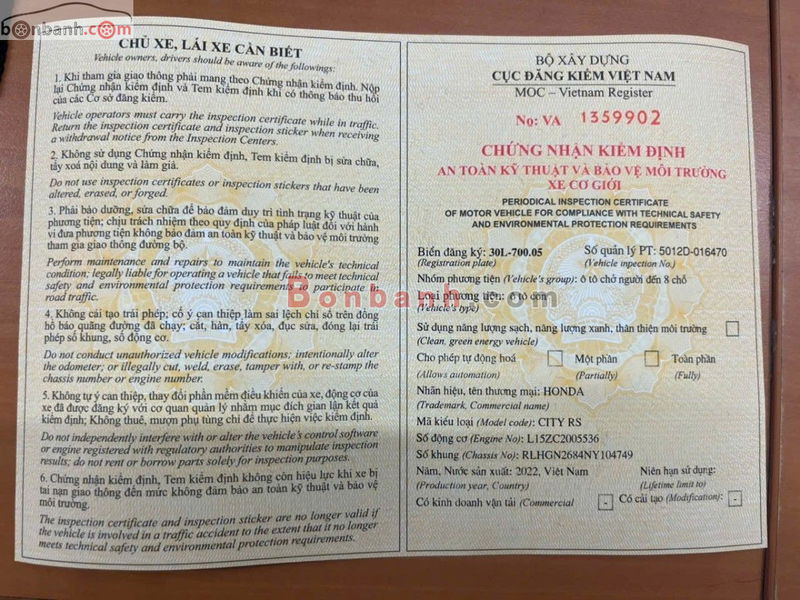 bonbanh.com
CHỦ XE, LÁI XE CẦN BIẾT
Vehicle owners, drivers should be aware of the followings:
1. Khi tham gia giao thông phải mang theo Chứng nhận kiểm định. Nộp
lại Chứng nhận kiểm định và Tem kiểm định khi có thông báo thu hồi
của các Cơ sở đăng kiểm.
Vehicle operators must carry the inspection certificate while in traffic.
Return the inspection certificate and inspection sticker when receiving
a withdrawal notice from the Inspection Centers.
2. Không sử dụng Chứng nhận kiểm định, Tem kiểm định bị sửa chữa,
tẩy xoá nội dung và làm giả.
Do not use inspection certificates or inspection stickers that have been
altered, erased, or forged.
3. Phải bảo dưỡng, sửa chữa để bảo đảm duy trì tình trạng kỹ thuật của
phương tiện; chịu trách nhiệm theo quy định của pháp luật đối với hành
vi đưa phương tiện không bảo đảm an toàn kỹ thuật và bảo vệ môi trường
tham gia giao thông đường bộ.
Perform maintenance and repairs to maintain the vehicle's technical
condition; legally liable for operating a vehicle that fails to meet technical
safety and environmental protection requirements to participate in
road traffic.
4. Không cải tạo trái phép; cố ý can thiệp làm sai lệch chỉ số trên đồng
hồ báo quãng đường đã chạy; cắt, hàn, tẩy xóa, đục sửa, đóng lại trái
phép số khung, số động cơ.
Do not conduct unauthorized vehicle modifications; intentionally alter
the odometer; or illegally cut, weld, erase, tamper with, or re-stamp the
chassis number or engine number.
5. Không tự ý can thiệp, thay đổi phần mềm điều khiển của xe, động cơ của
xe đã được đăng ký với cơ quan quản lý nhằm mục đích gian lận kết quả
kiểm định; Không thuê, mượn phụ tùng chỉ để thực hiện việc kiểm định.
Do not independently interfere with or alter the vehicle's control software
or engine registered with regulatory authorities to manipulate inspection
results; do not rent or borrow parts solely for inspection purposes.
6. Chứng nhận kiểm định, Tem kiểm định không còn hiệu lực khi xe bị
tai nạn giao thông đến mức không đảm bảo an toàn kỹ thuật và bảo vệ
môi trường.
The inspection certificate and inspection sticker are no longer valid if
the vehicle is involved in a traffic accident to the extent that it no longer
meets technical safety and environmental protection requirements.
BỘ XÂY DỰNG
CỤC ĐĂNG KIỂM VIỆT NAM
MOC – Vietnam Register
No: VA 1359902
CHỨNG NHẬN KIỂM ĐỊNH
AN TOÀN KỸ THUẬT VÀ BẢO VỆ MÔI TRƯỜNG
XE CƠ GIỚI
PERIODICAL INSPECTION CERTIFICATE
OF MOTOR VEHICLE FOR COMPLIANCE WITH TECHNICAL SAFETY
AND ENVIRONMENTAL PROTECTION REQUIREMENTS
Biển đăng ký: 30L-700.05 Số quản lý PT: 5012D-016470
(Registration plate) (Vehicle inspection No.)
Nhóm phương tiện (Vehicle's group): ô tô chở người đến 8 chỗ
Loại phương tiện: ô tô con
(Vehicle's type)
Sử dụng năng lượng sạch, năng lượng xanh, thân thiện môi trường
(Clean, green energy vehicle)
Cho phép tự động hoá Một phần Toàn phần
(Allows automation) (Partially) (Fully)
Nhãn hiệu, tên thương mại: HONDA
(Trademark, Commercial name)
Mã kiểu loại (Model code): CITY RS
Số động cơ (Engine No): L15ZC2005536
Số khung (Chassis No): RLHGN2684NY104749
Năm, Nước sản xuất: 2022, Việt Nam Niên hạn sử dụng:
(Production year, Country) (Lifetime limit to)
Có kinh doanh vận tải (Commercial - Có cải tạo (Modification): -
Bonbanh.com